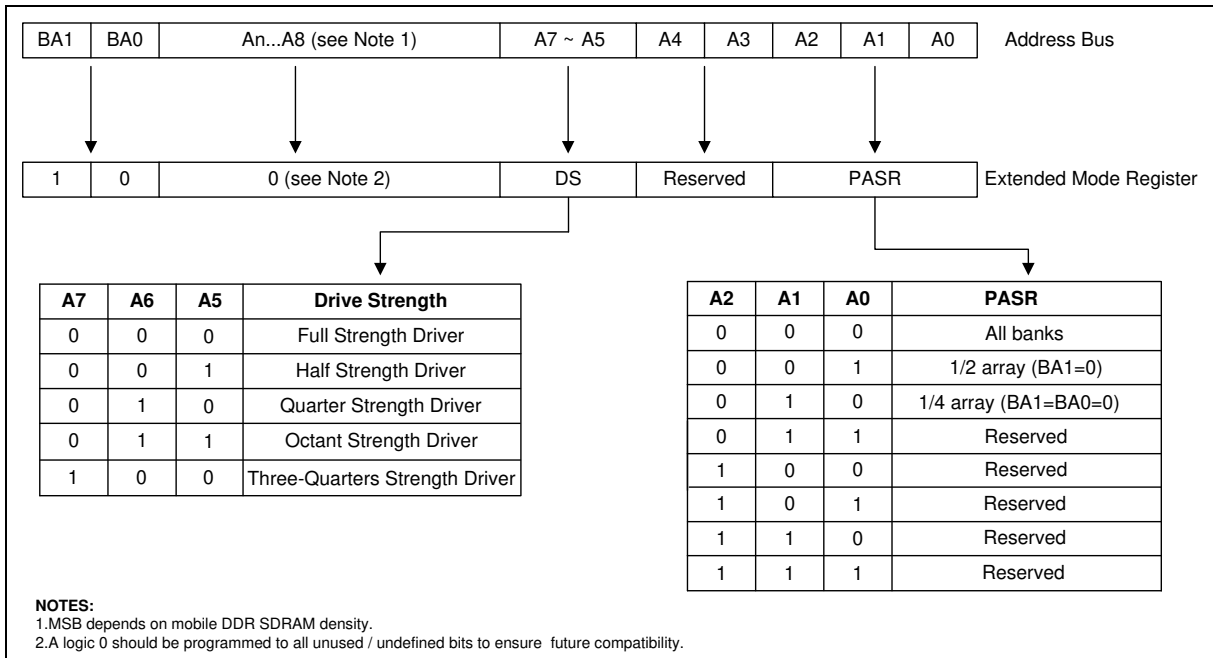 BA1 BA0 An...A8 (see Note 1) A7 ~ A5 A4 A3 A2 A1 A0 Address Bus
1 0 0 (see Note 2) DS Reserved PASR Extended Mode Register
A7 A6 A5 Drive Strength
0 0 0 Full Strength Driver
0 0 1 Half Strength Driver
0 1 0 Quarter Strength Driver
0 1 1 Octant Strength Driver
1 0 0 Three-Quarters Strength Driver
A2 A1 A0 PASR
0 0 0 All banks
0 0 1 1/2 array (BA1=0)
0 1 0 1/4 array (BA1=BA0=0)
0 1 1 Reserved
1 0 0 Reserved
1 0 1 Reserved
1 1 0 Reserved
1 1 1 Reserved
NOTES:
1.MSB depends on mobile DDR SDRAM density.
2.A logic 0 should be programmed to all unused / undefined bits to ensure future compatibility.